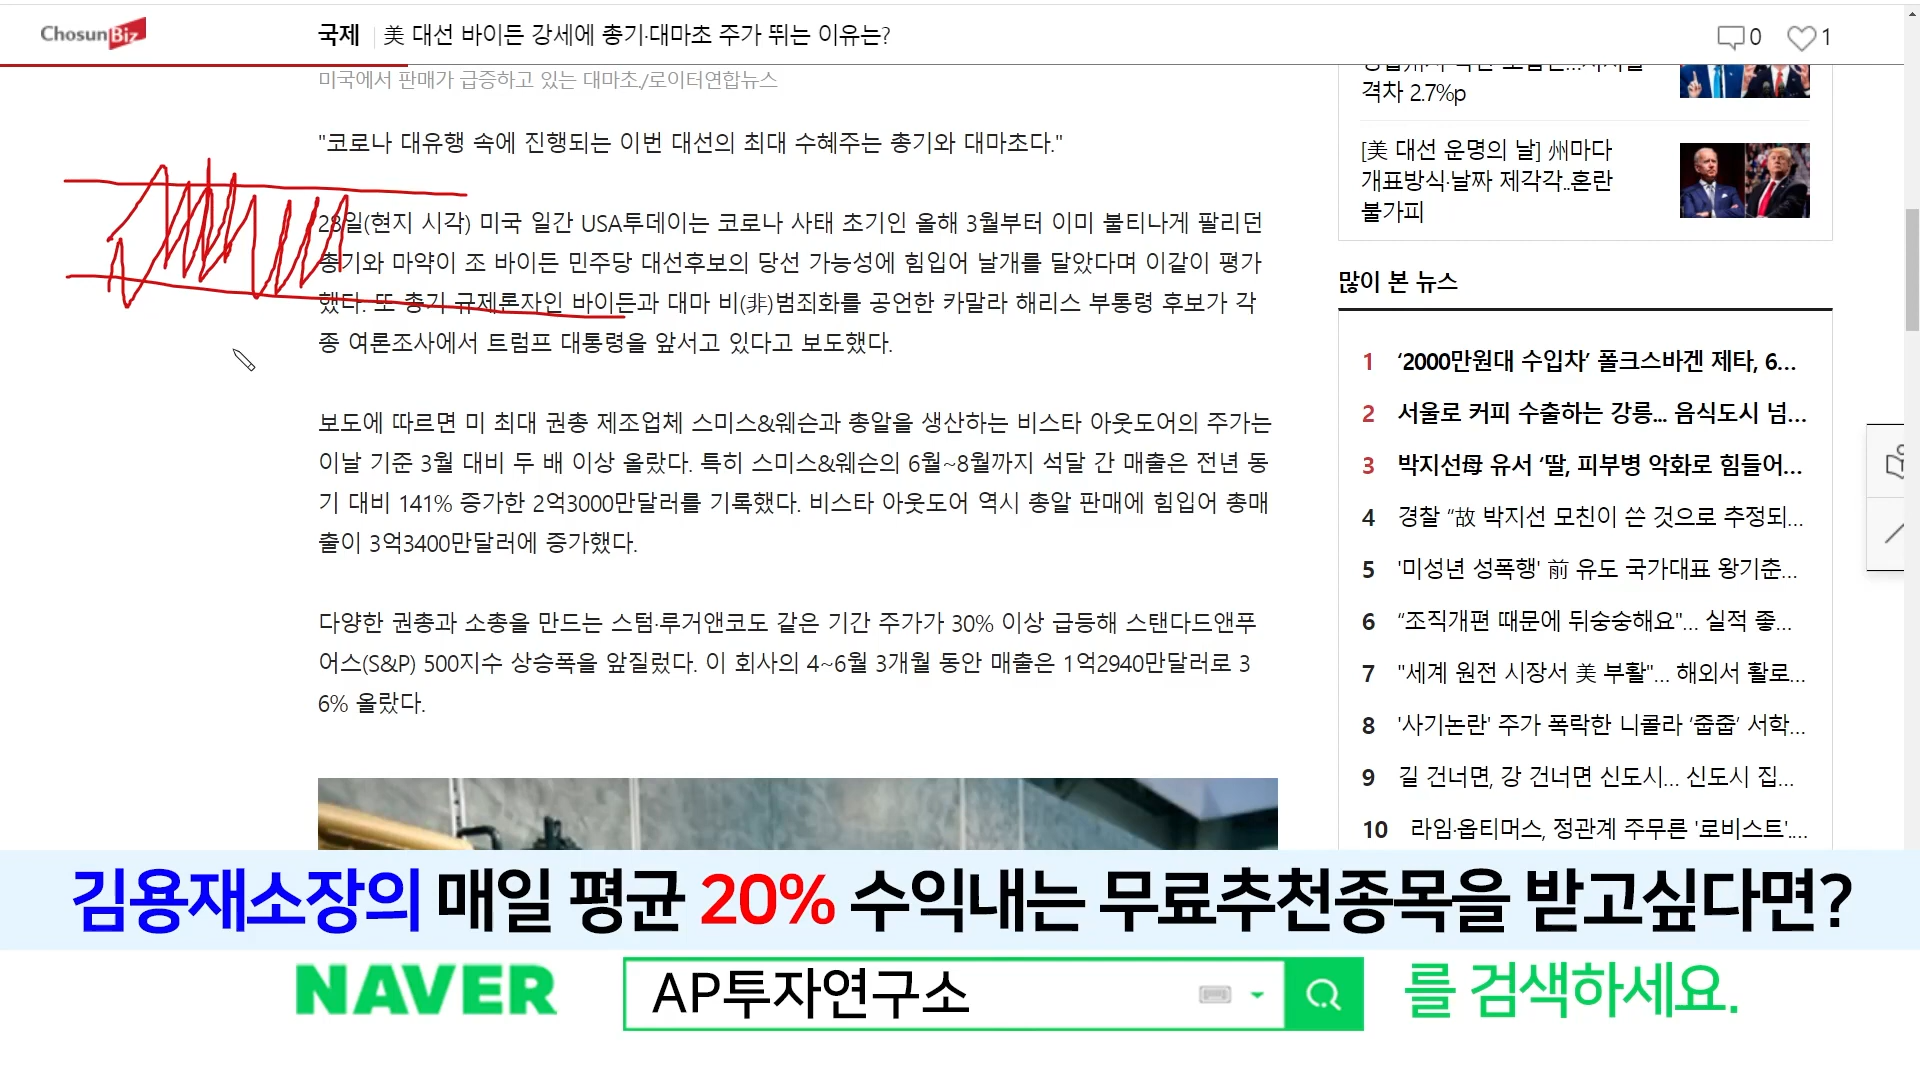 ChosunBiz
국제 美 대선 바이든 강세에 총기·대마초 주가 뛰는 이유는?
0
1
미국에서 판매가 급증하고 있는 대마초./로이터연합뉴스
"코로나 대유행 속에 진행되는 이번 대선의 최대 수혜주는 총기와 대마초다."
28일(현지 시각) 미국 일간 USA투데이는 코로나 사태 초기인 올해 3월부터 이미 불티나게 팔리던
총기와 마약이 조 바이든 민주당 대선후보의 당선 가능성에 힘입어 날개를 달았다며 이같이 평가
했다. 또 총기 규제론자인 바이든과 대마 비(非)범죄화를 공언한 카말라 해리스 부통령 후보가 각
종 여론조사에서 트럼프 대통령을 앞서고 있다고 보도했다.
보도에 따르면 미 최대 권총 제조업체 스미스&웨슨과 총알을 생산하는 비스타 아웃도어의 주가는
이날 기준 3월 대비 두 배 이상 올랐다. 특히 스미스&웨슨의 6월~8월까지 석달 간 매출은 전년 동
기 대비 141% 증가한 2억3000만달러를 기록했다. 비스타 아웃도어 역시 총알 판매에 힘입어 총매
출이 3억3400만달러에 증가했다.
다양한 권총과 소총을 만드는 스텀·루거앤코도 같은 기간 주가가 30% 이상 급등해 스탠다드앤푸
어스(S&P) 500지수 상승폭을 앞질렀다. 이 회사의 4~6월 3개월 동안 매출은 1억2940만달러로 3
6% 올랐다.
격차 2.7%p
[美 대선 운명의 날] 州마다
개표방식·날짜 제각각..혼란
불가피
많이 본 뉴스
1 ‘2000만원대 수입차’ 폴크스바겐 제타, 6...
2 서울로 커피 수출하는 강릉... 음식도시 넘...
3 박지선母 유서 ‘딸, 피부병 악화로 힘들어...
4 경찰 “故 박지선 모친이 쓴 것으로 추정되...
5 '미성년 성폭행' 前 유도 국가대표 왕기춘...
6 “조직개편 때문에 뒤숭숭해요"... 실적 좋...
7 "세계 원전 시장서 美 부활"... 해외서 활로...
8 '사기논란' 주가 폭락한 니콜라 ‘줍줍’ 서학...
9 길 건너면, 강 건너면 신도시... 신도시 집...
10 라임·옵티머스, 정관계 주무른 '로비스트'....
김용재소장의 매일 평균 20% 수익내는 무료추천종목을 받고싶다면?
NAVER AP투자연구소 를 검색하세요.